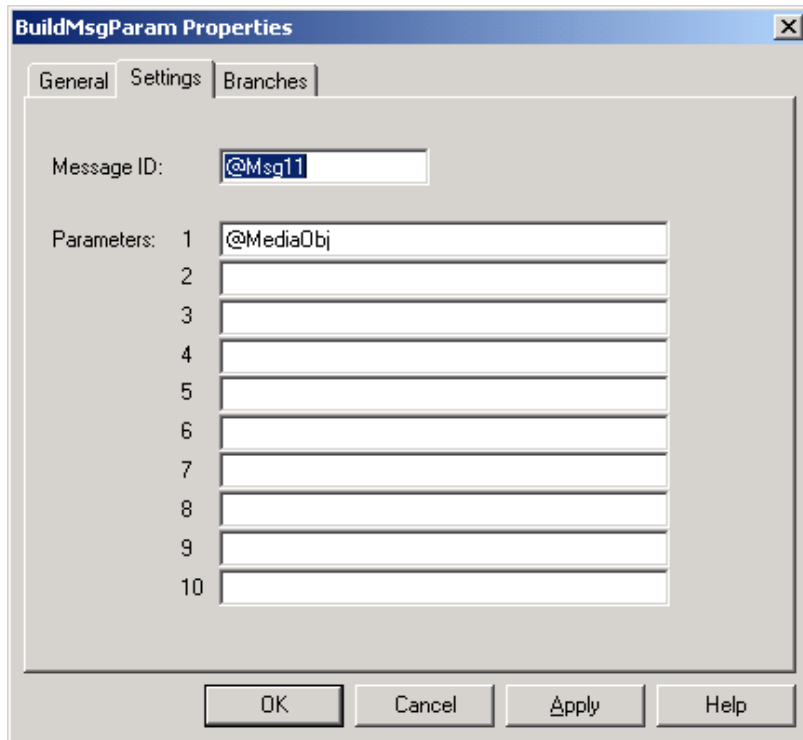 BuildMsgParam Properties
General Settings Branches
Message ID: @Msg11
Parameters: 1 @MediaObj
2
3
4
5
6
7
8
9
10
OK Cancel Apply Help